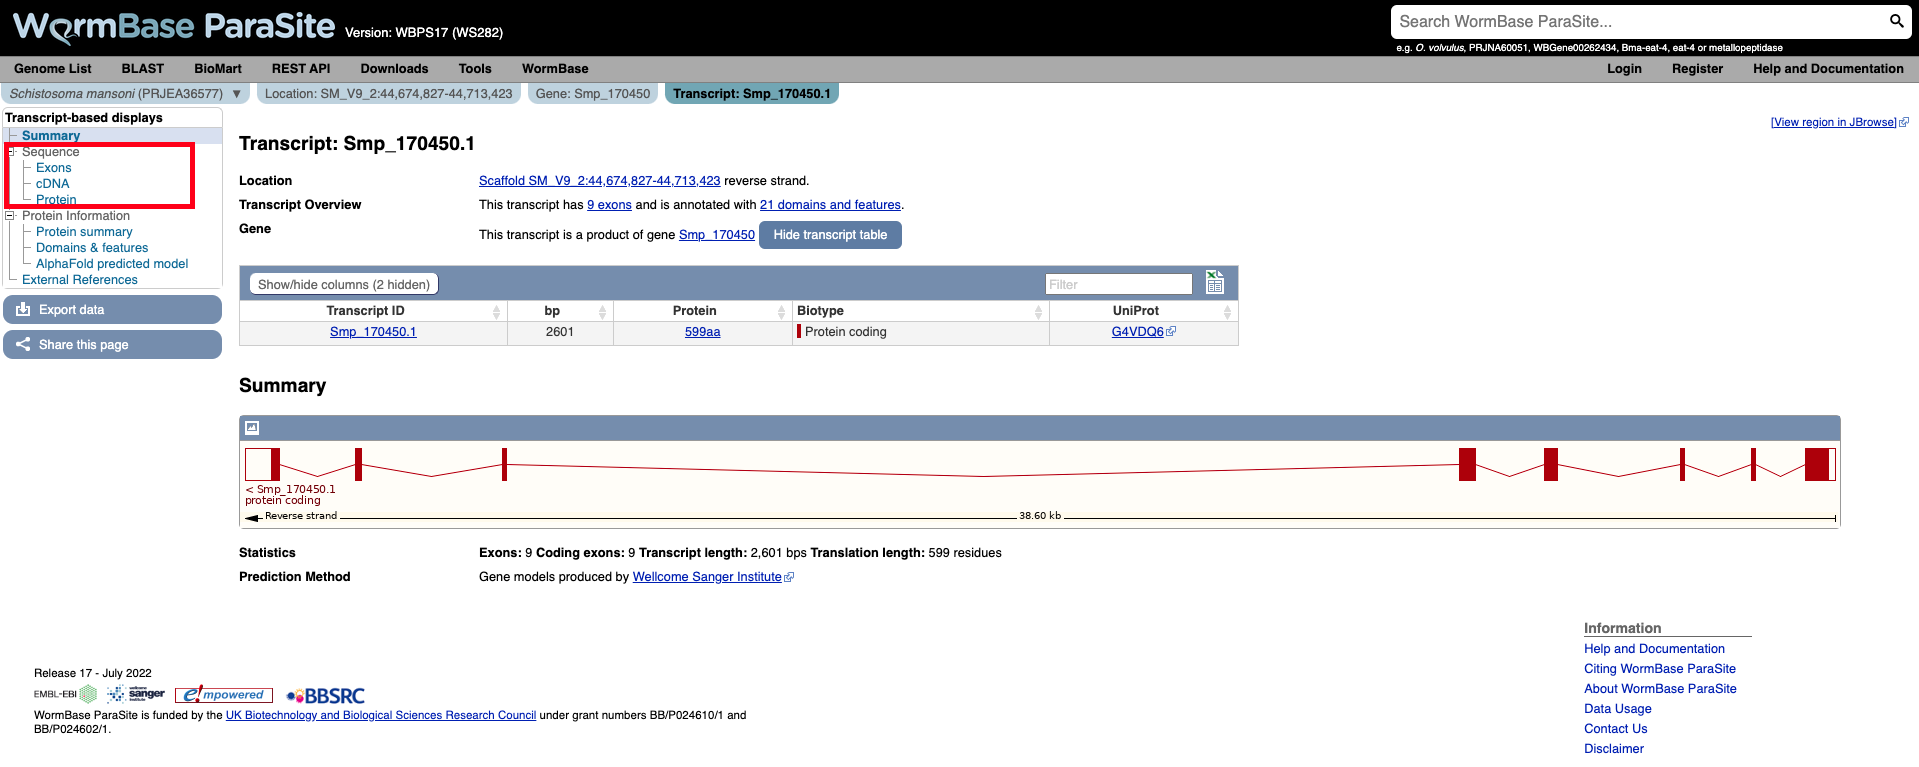 WormBase ParaSite Version: WBPS17 (WS282)
Search WormBase ParaSite...
e.g. O. volvulus, PRJNA60051, WBGene00262434, Bma-eat-4, eat-4 or metallopeptidase
Genome List BLAST BioMart REST API Downloads Tools WormBase Login Register Help and Documentation
Schistosoma mansoni (PRJEA36577) ▼ Location: SM_V9_2:44,674,827-44,713,423 Gene: Smp_170450 Transcript: Smp_170450.1
Transcript-based displays
Summary
Sequence
Exons
cDNA
Protein
Protein Information
Protein summary
Domains & features
AlphaFold predicted model
External References
Export data
Share this page
[View region in JBrowse]
Transcript: Smp_170450.1
Location Scaffold SM_V9_2:44,674,827-44,713,423 reverse strand.
Transcript Overview This transcript has 9 exons and is annotated with 21 domains and features.
Gene This transcript is a product of gene Smp_170450 Hide transcript table
Show/hide columns (2 hidden) Filter
Transcript ID bp Protein Biotype UniProt
Smp_170450.1 2601 599aa Protein coding G4VDQ6
Summary
< Smp_170450.1
protein coding
Reverse strand 38.60 kb
Statistics Exons: 9 Coding exons: 9 Transcript length: 2,601 bps Translation length: 599 residues
Prediction Method Gene models produced by Wellcome Sanger Institute
Information
Help and Documentation
Citing WormBase ParaSite
About WormBase ParaSite
Data Usage
Contact Us
Disclaimer
Release 17 - July 2022
EMBL-EBI wellcome sanger institute e!mpowered BBSRC
WormBase ParaSite is funded by the UK Biotechnology and Biological Sciences Research Council under grant numbers BB/P024610/1 and
BB/P024602/1.